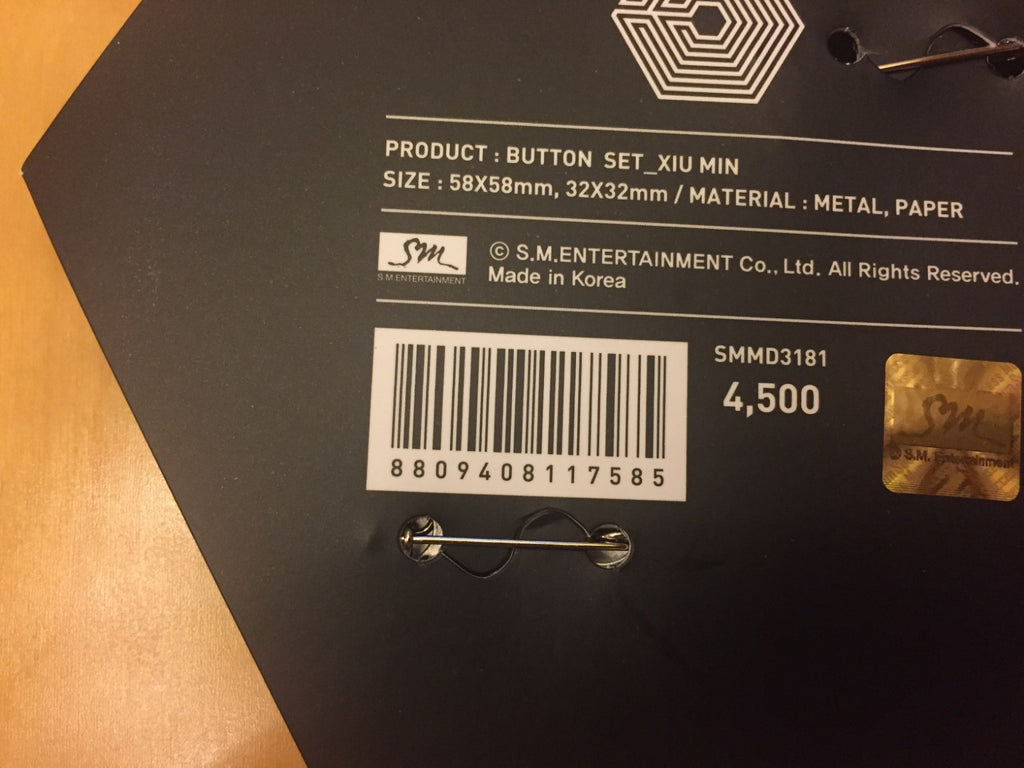 PRODUCT : BUTTON SET_XIU MIN
SIZE : 58X58mm, 32X32mm / MATERIAL : METAL, PAPER
SM
S.M.ENTERTAINMENT
© S.M.ENTERTAINMENT Co., Ltd. All Rights Reserved.
Made in Korea
SMMD3181
4,500
8809408117585
SM
© S.M. Entertainment